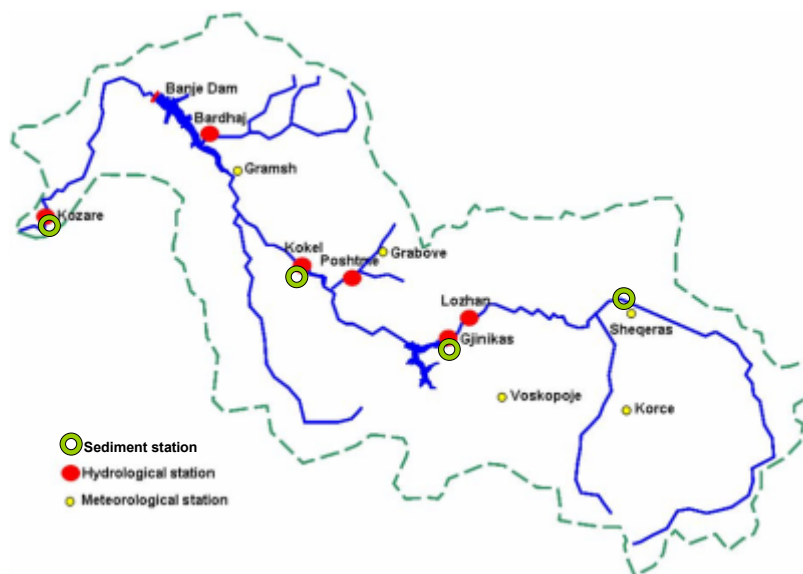 Banje Dam
Bardhaj
Gramsh
Kozare
Kokel
Poshtme
Grabove
Lozhan
Gjinikas
Sheqeras
Voskopoje
Korce
Sediment station
Hydrological station
Meteorological station